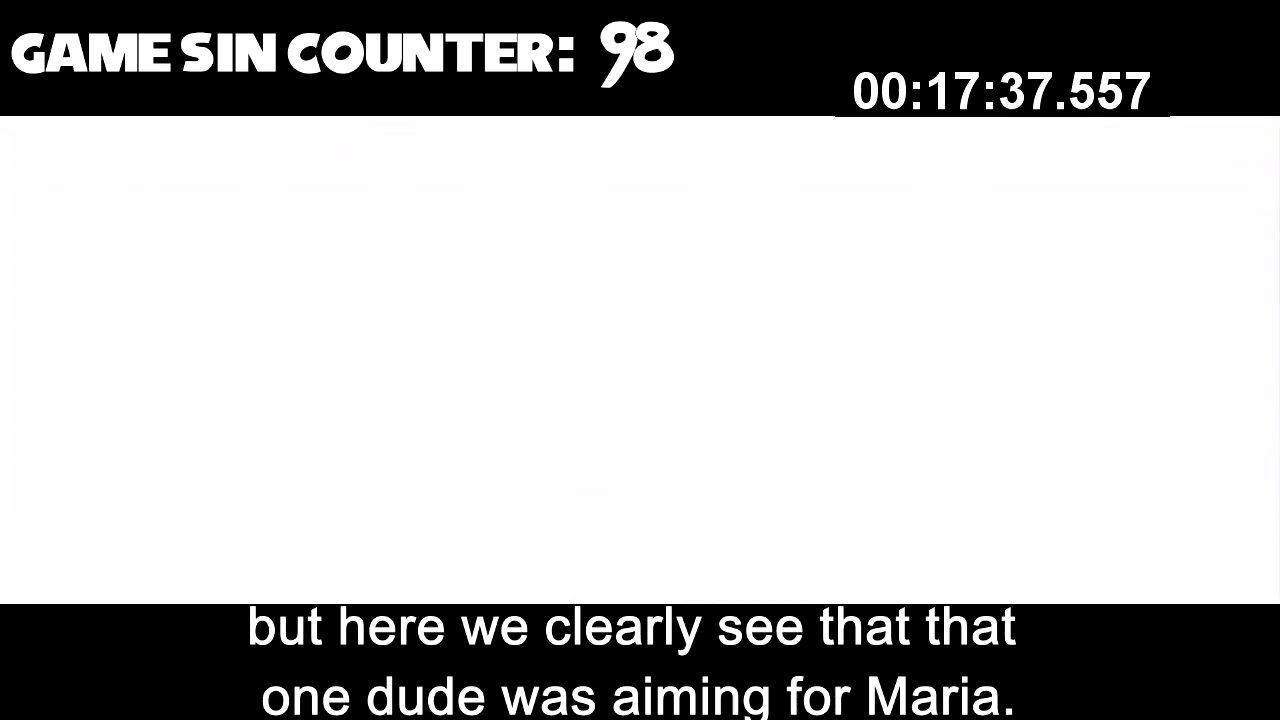 GAME SIN COUNTER: 98
00:17:37.557
but here we clearly see that that
one dude was aiming for Maria.